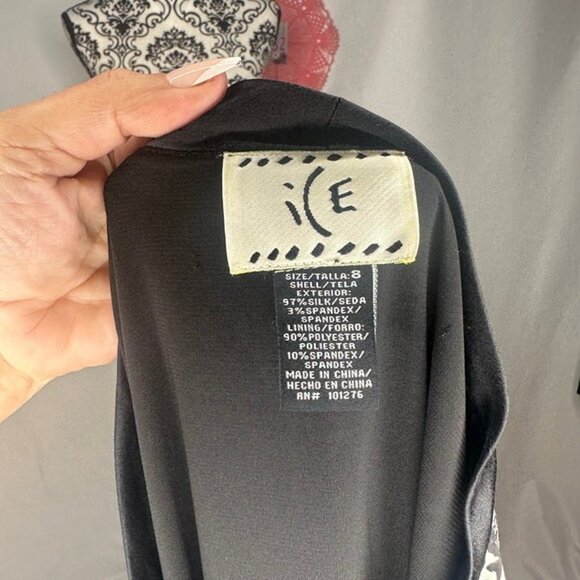 iCE
SIZE/TALLA: 8
SHELL/TELA
EXTERIOR:
97%SILK/SEDA
3%SPANDEX/
SPANDEX
LINING/FORRO:
90%POLYESTER/
POLIESTER
10%SPANDEX/
SPANDEX
MADE IN CHINA/
HECHO EN CHINA
RN# 101276